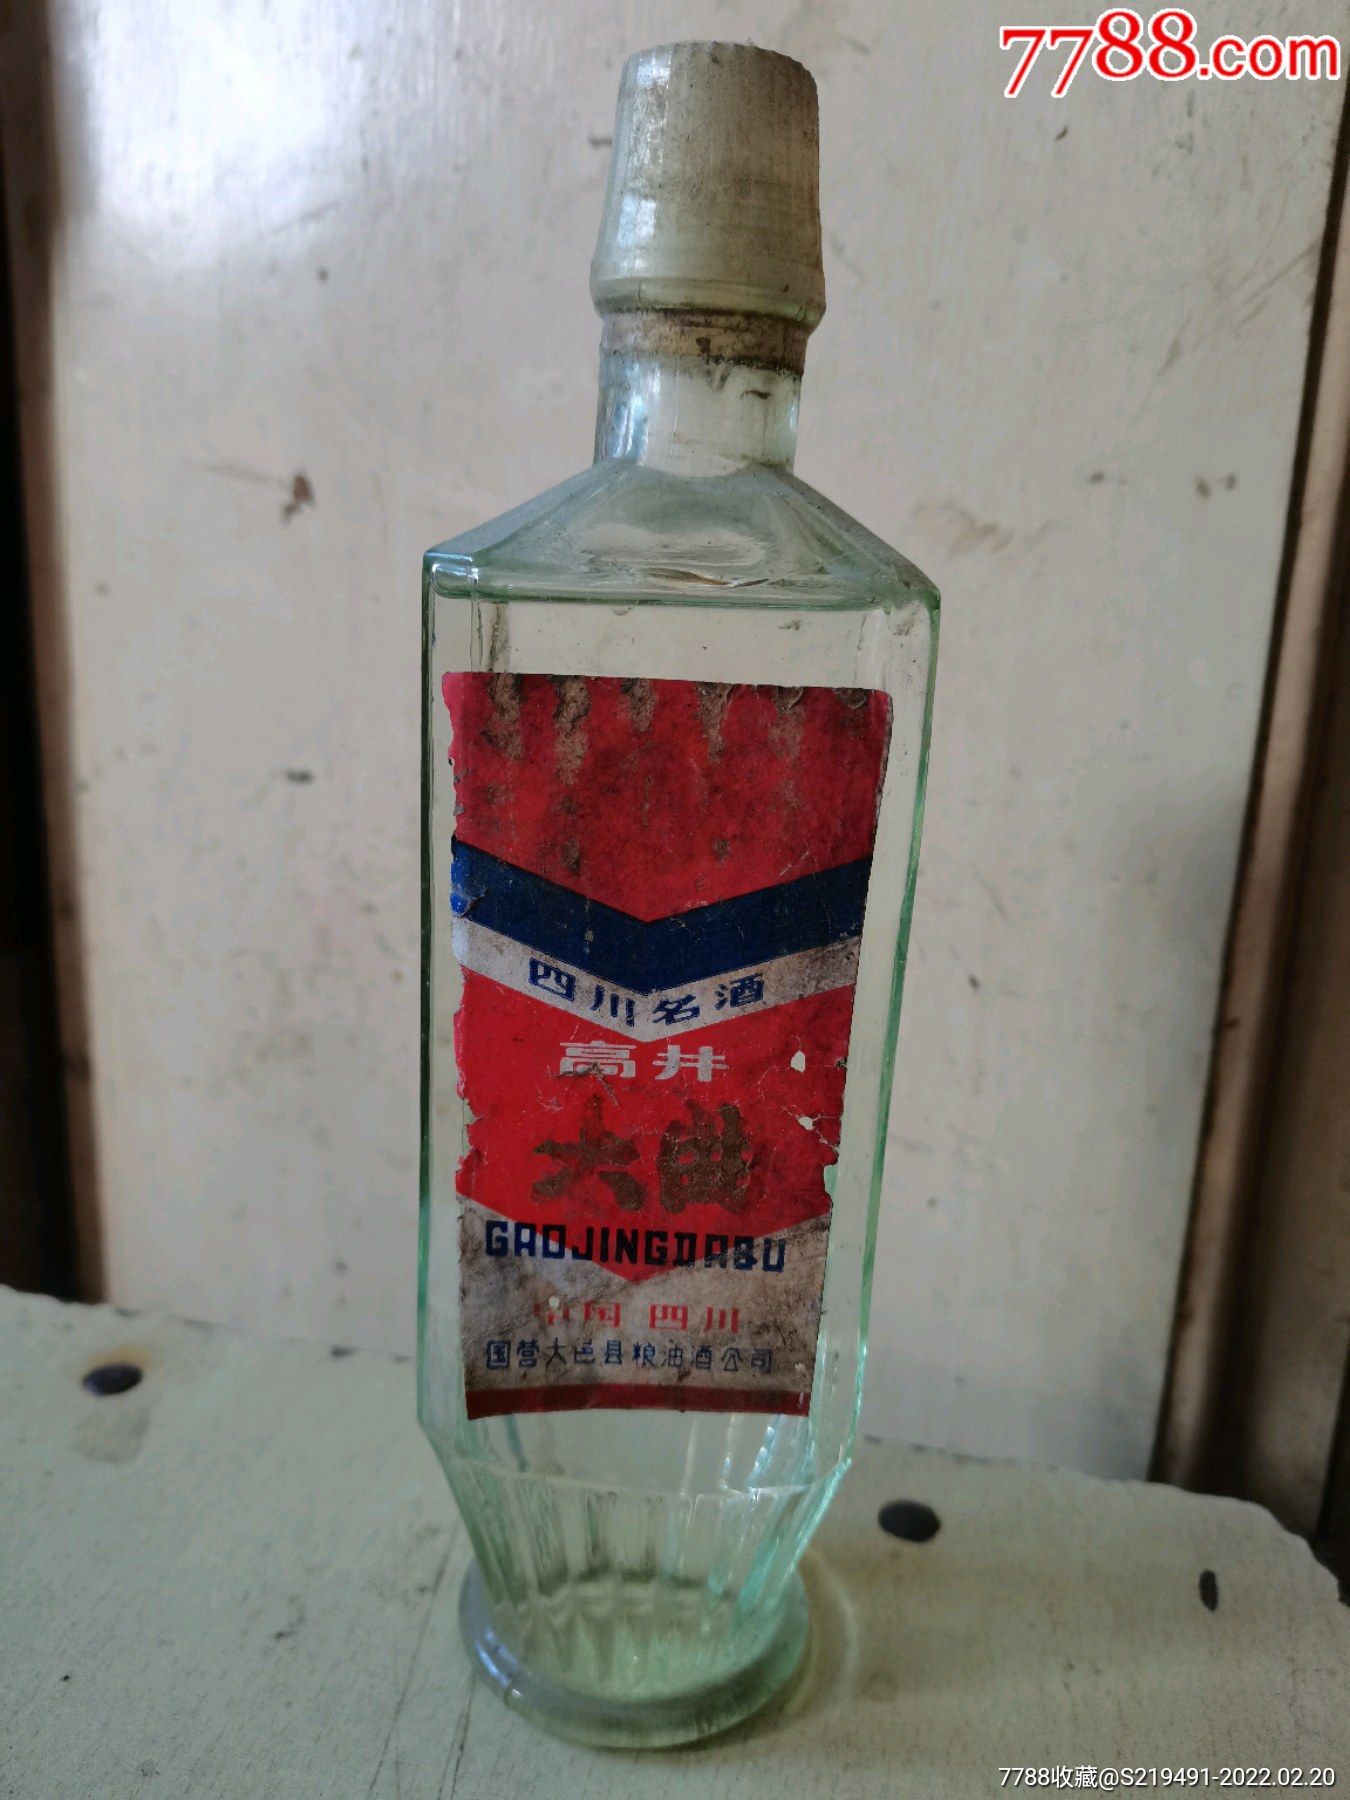 7788.com
四川名酒
高井
大曲
GAOJINGDAQU
中国 四川
国营大邑县粮油酒公司
7788收藏@S219491-2022.02.20